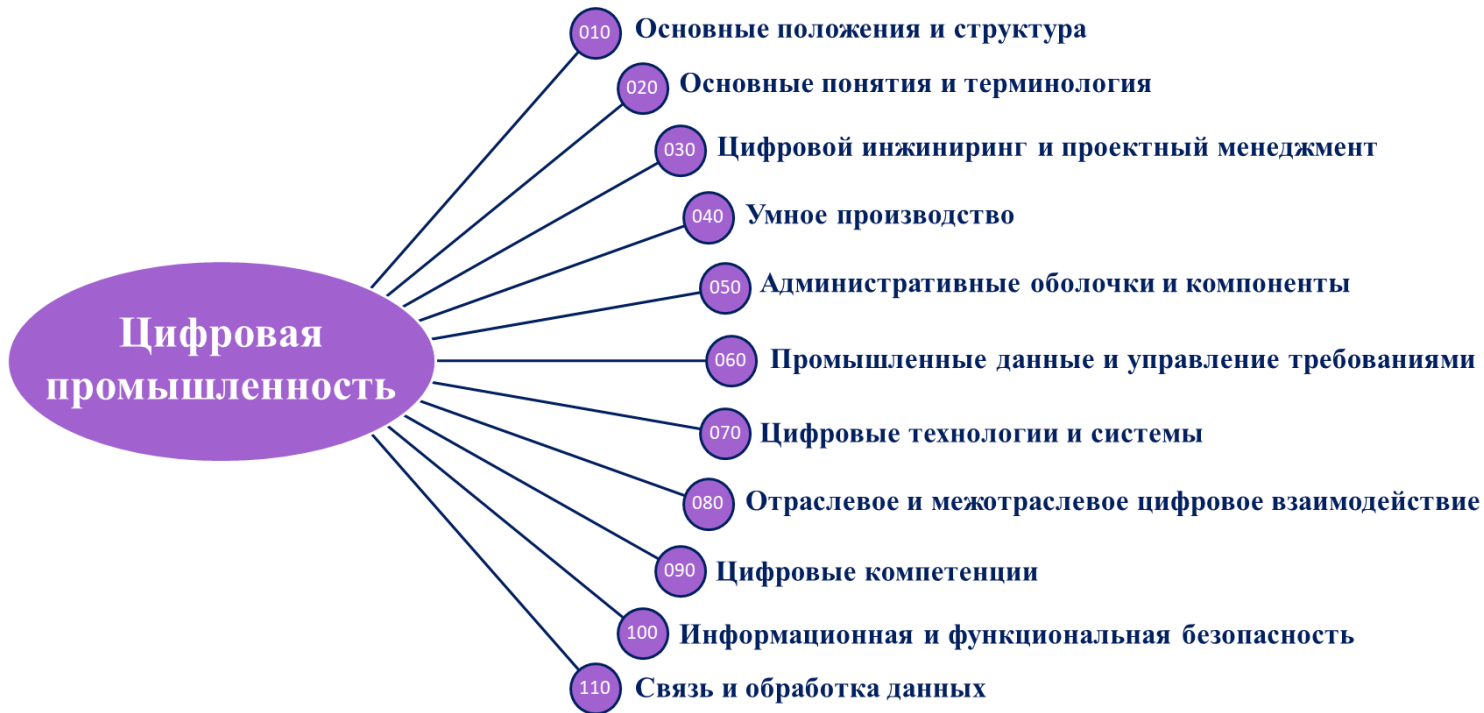 Цифровая
промышленность
010 Основные положения и структура
020 Основные понятия и терминология
030 Цифровой инжиниринг и проектный менеджмент
040 Умное производство
050 Административные оболочки и компоненты
060 Промышленные данные и управление требованиями
070 Цифровые технологии и системы
080 Отраслевое и межотраслевое цифровое взаимодействие
090 Цифровые компетенции
100 Информационная и функциональная безопасность
110 Связь и обработка данных